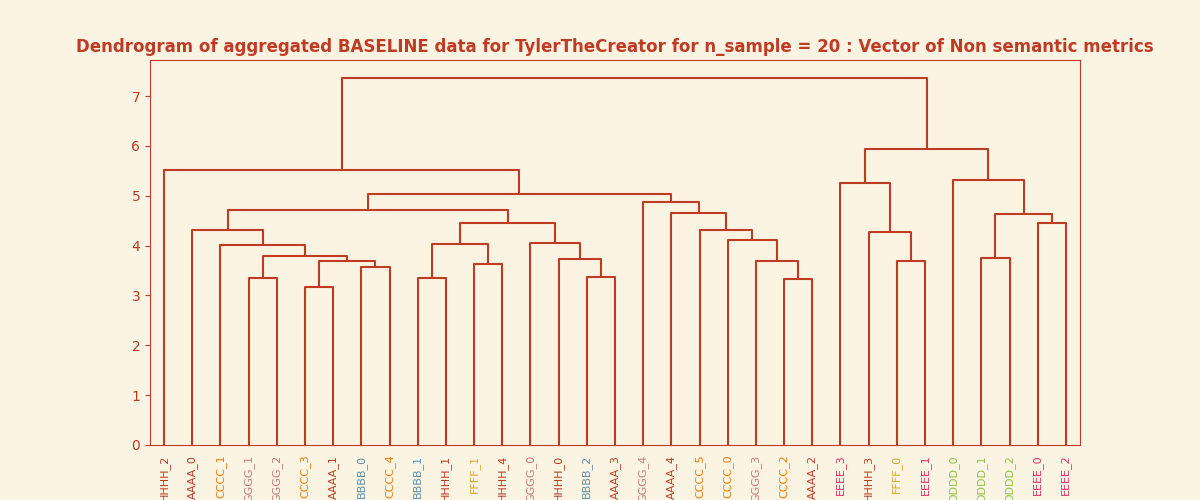 Dendrogram of aggregated BASELINE data for TylerTheCreator for n_sample = 20 : Vector of Non semantic metrics
7
6
5
4
3
2
1
0
HHHH_2
AAAA_0
CCCC_1
GGGG_1
GGGG_2
CCCC_3
AAAA_1
BBBB_0
CCCC_4
BBBB_1
HHHH_1
FFFF_1
HHHH_4
GGGG_0
HHHH_0
BBBB_2
AAAA_3
GGGG_4
AAAA_4
CCCC_5
CCCC_0
GGGG_3
CCCC_2
AAAA_2
EEEE_3
HHHH_3
FFFF_0
EEEE_1
DDDD_0
DDDD_1
DDDD_2
EEEE_0
EEEE_2